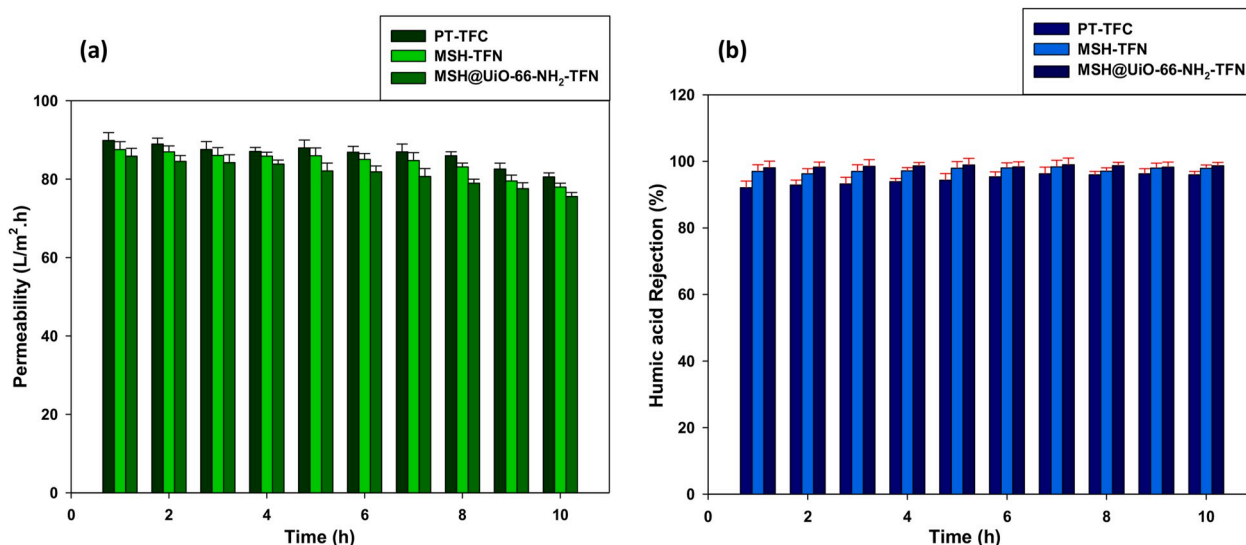 (a)
PT-TFC
MSH-TFN
MSH@UiO-66-NH₂-TFN
100
80
60
40
20
0
Permeability (L/m².h)
0 2 4 6 8 10
Time (h)
(b)
PT-TFC
MSH-TFN
MSH@UiO-66-NH₂-TFN
120
100
80
60
40
20
0
Humic acid Rejection (%)
0 2 4 6 8 10
Time (h)